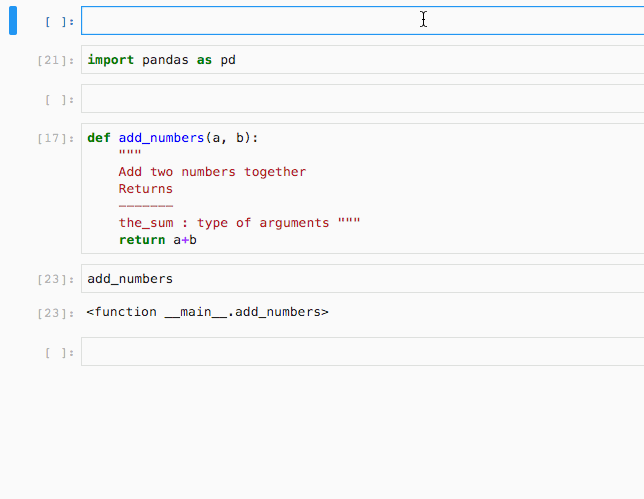 [ ]:
[21]: import pandas as pd
[ ]:
[17]: def add_numbers(a, b):
    """
    Add two numbers together
    Returns
    -------
    the_sum : type of arguments """
    return a+b
[23]: add_numbers
[23]: <function __main__.add_numbers>
[ ]: